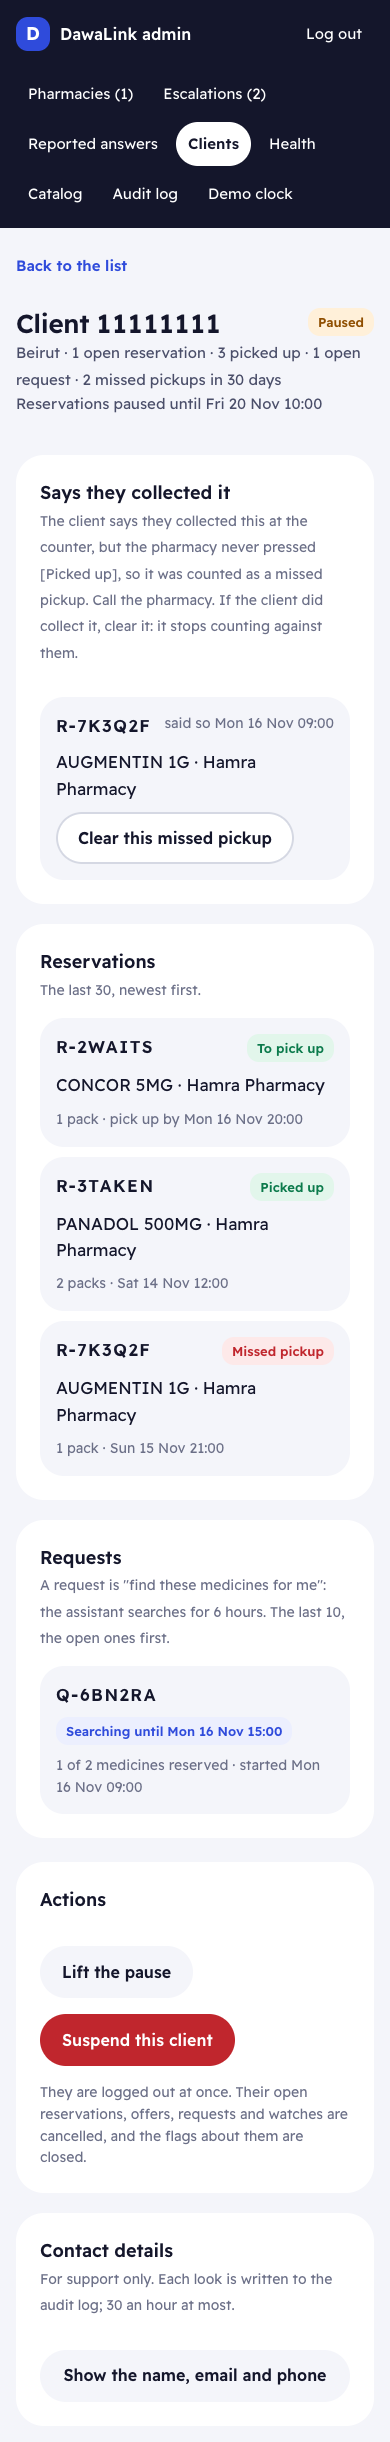 D DawaLink admin Log out
Pharmacies (1) Escalations (2)
Reported answers Clients Health
Catalog Audit log Demo clock
Back to the list
Client 11111111 Paused
Beirut · 1 open reservation · 3 picked up · 1 open
request · 2 missed pickups in 30 days
Reservations paused until Fri 20 Nov 10:00
Says they collected it
The client says they collected this at the
counter, but the pharmacy never pressed
[Picked up], so it was counted as a missed
pickup. Call the pharmacy. If the client did
collect it, clear it: it stops counting against
them.
R-7K3Q2F said so Mon 16 Nov 09:00
AUGMENTIN 1G · Hamra
Pharmacy
Clear this missed pickup
Reservations
The last 30, newest first.
R-2WAITS To pick up
CONCOR 5MG · Hamra Pharmacy
1 pack · pick up by Mon 16 Nov 20:00
R-3TAKEN Picked up
PANADOL 500MG · Hamra
Pharmacy
2 packs · Sat 14 Nov 12:00
R-7K3Q2F Missed pickup
AUGMENTIN 1G · Hamra
Pharmacy
1 pack · Sun 15 Nov 21:00
Requests
A request is "find these medicines for me":
the assistant searches for 6 hours. The last 10,
the open ones first.
Q-6BN2RA
Searching until Mon 16 Nov 15:00
1 of 2 medicines reserved · started Mon
16 Nov 09:00
Actions
Lift the pause
Suspend this client
They are logged out at once. Their open
reservations, offers, requests and watches are
cancelled, and the flags about them are
closed.
Contact details
For support only. Each look is written to the
audit log; 30 an hour at most.
Show the name, email and phone